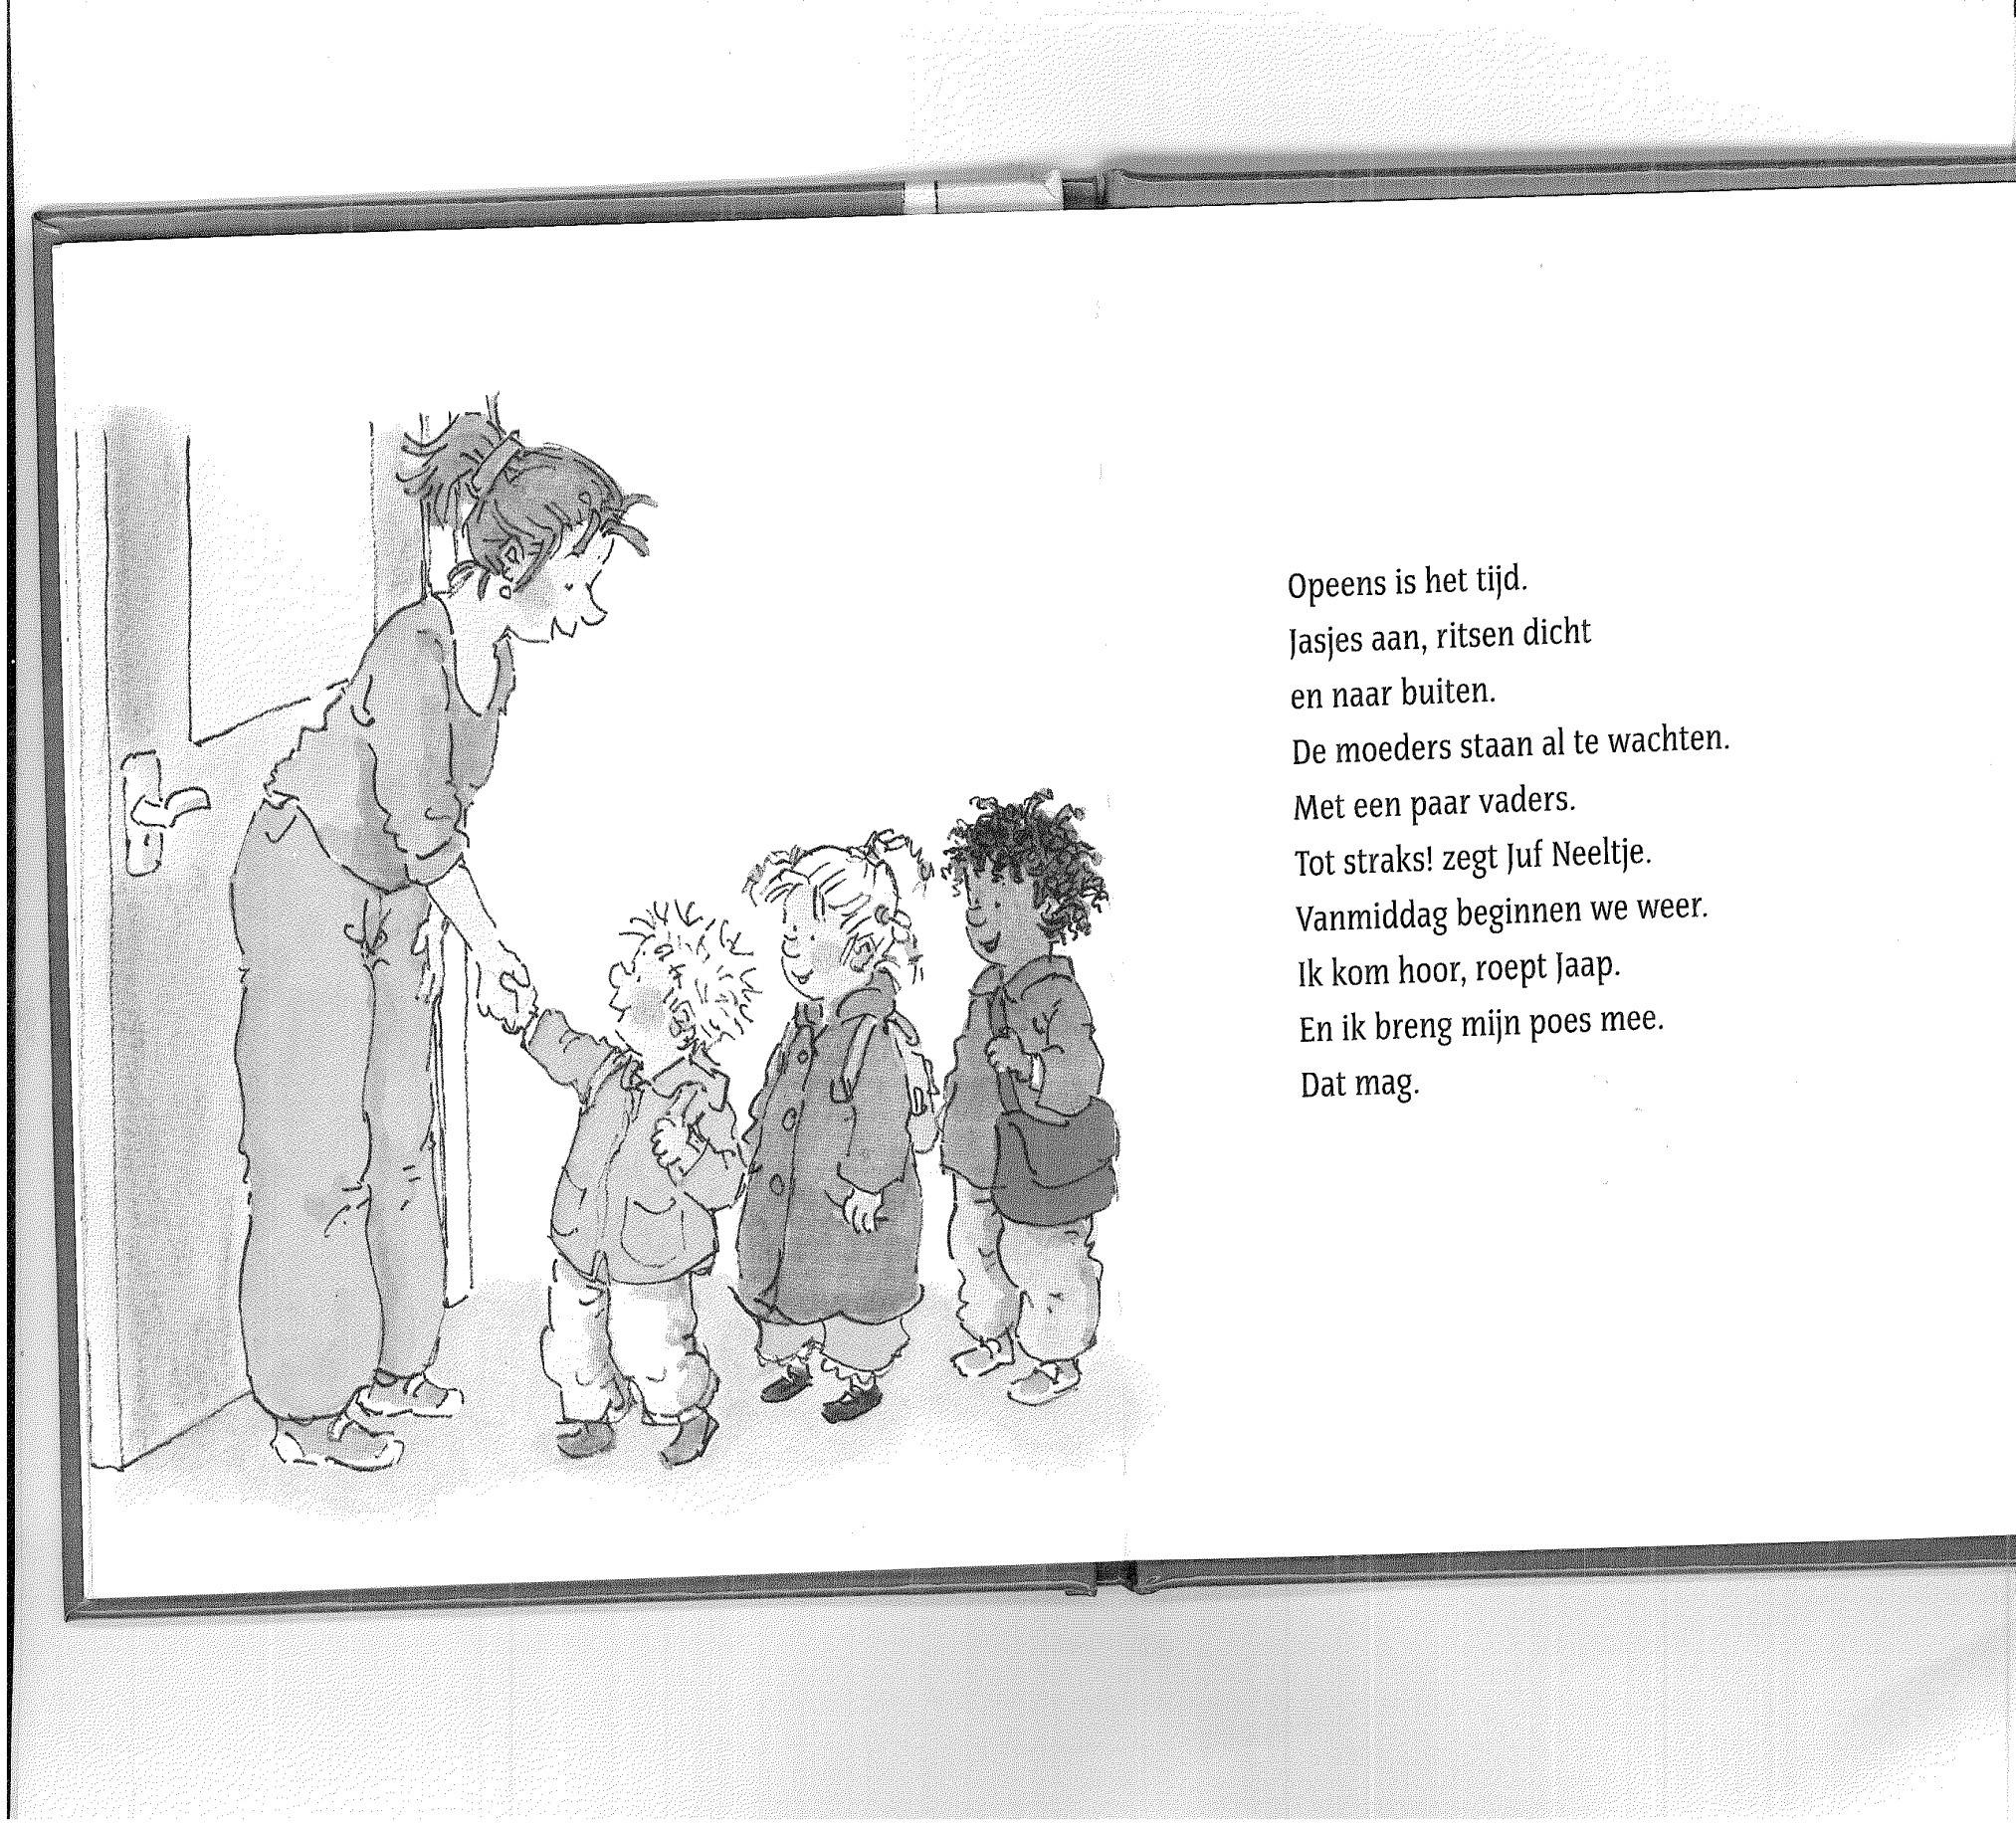 Opeens is het tijd.
Jasjes aan, ritsen dicht
en naar buiten.
De moeders staan al te wachten.
Met een paar vaders.
Tot straks! zegt Juf Neeltje.
Vanmiddag beginnen we weer.
Ik kom hoor, roept Jaap.
En ik breng mijn poes mee.
Dat mag.